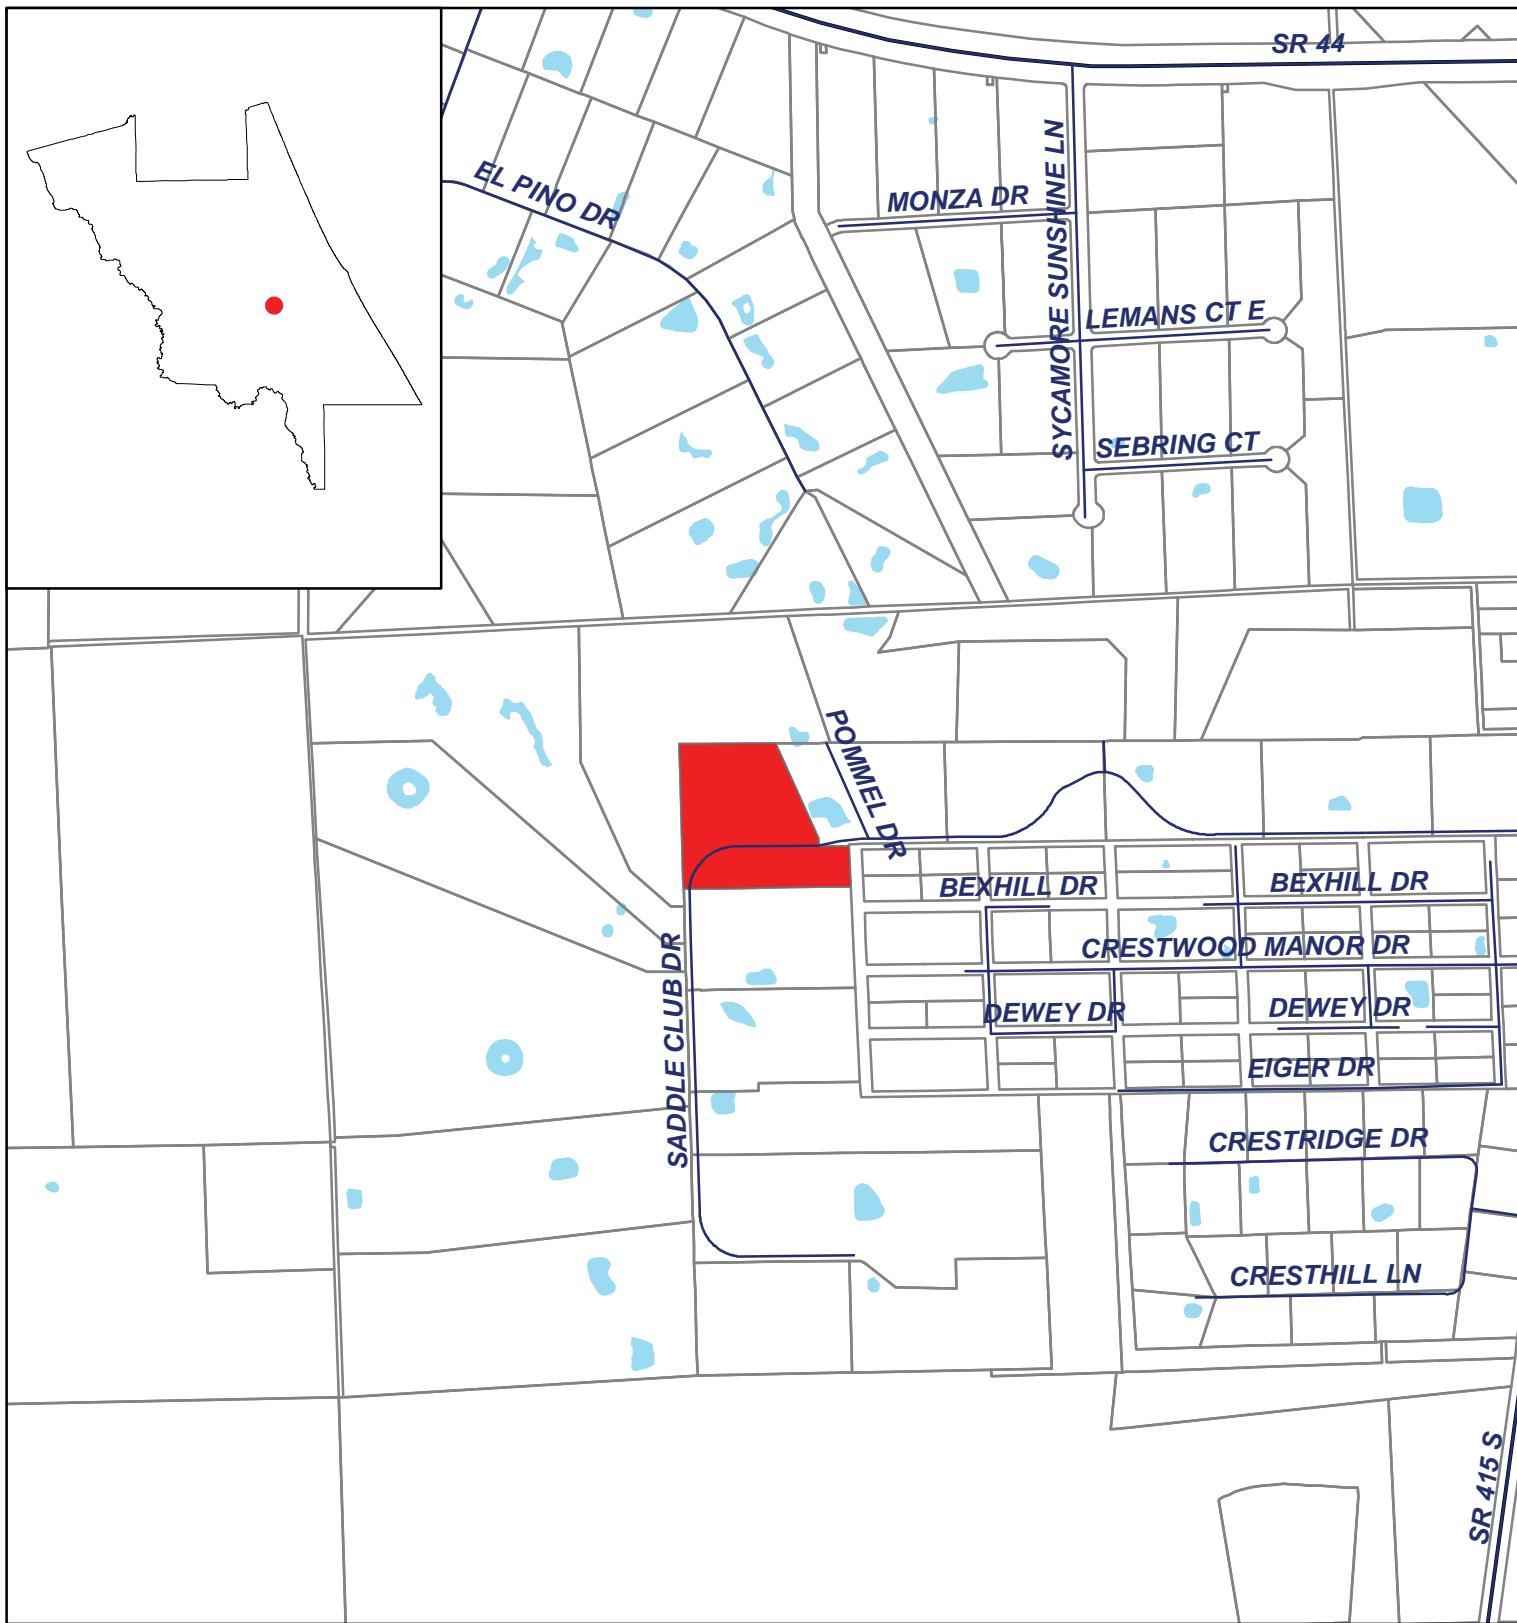 SR 44
EL PINO DR
MONZA DR
SYCAMORE SUNSHINE LN
LEMANS CT E
SEBRING CT
POMMEL DR
BEXHILL DR
BEXHILL DR
CRESTWOOD MANOR DR
SADDLE CLUB DR
DEWEY DR
DEWEY DR
EIGER DR
CRESTRIDGE DR
CRESTHILL LN
SR 415 S